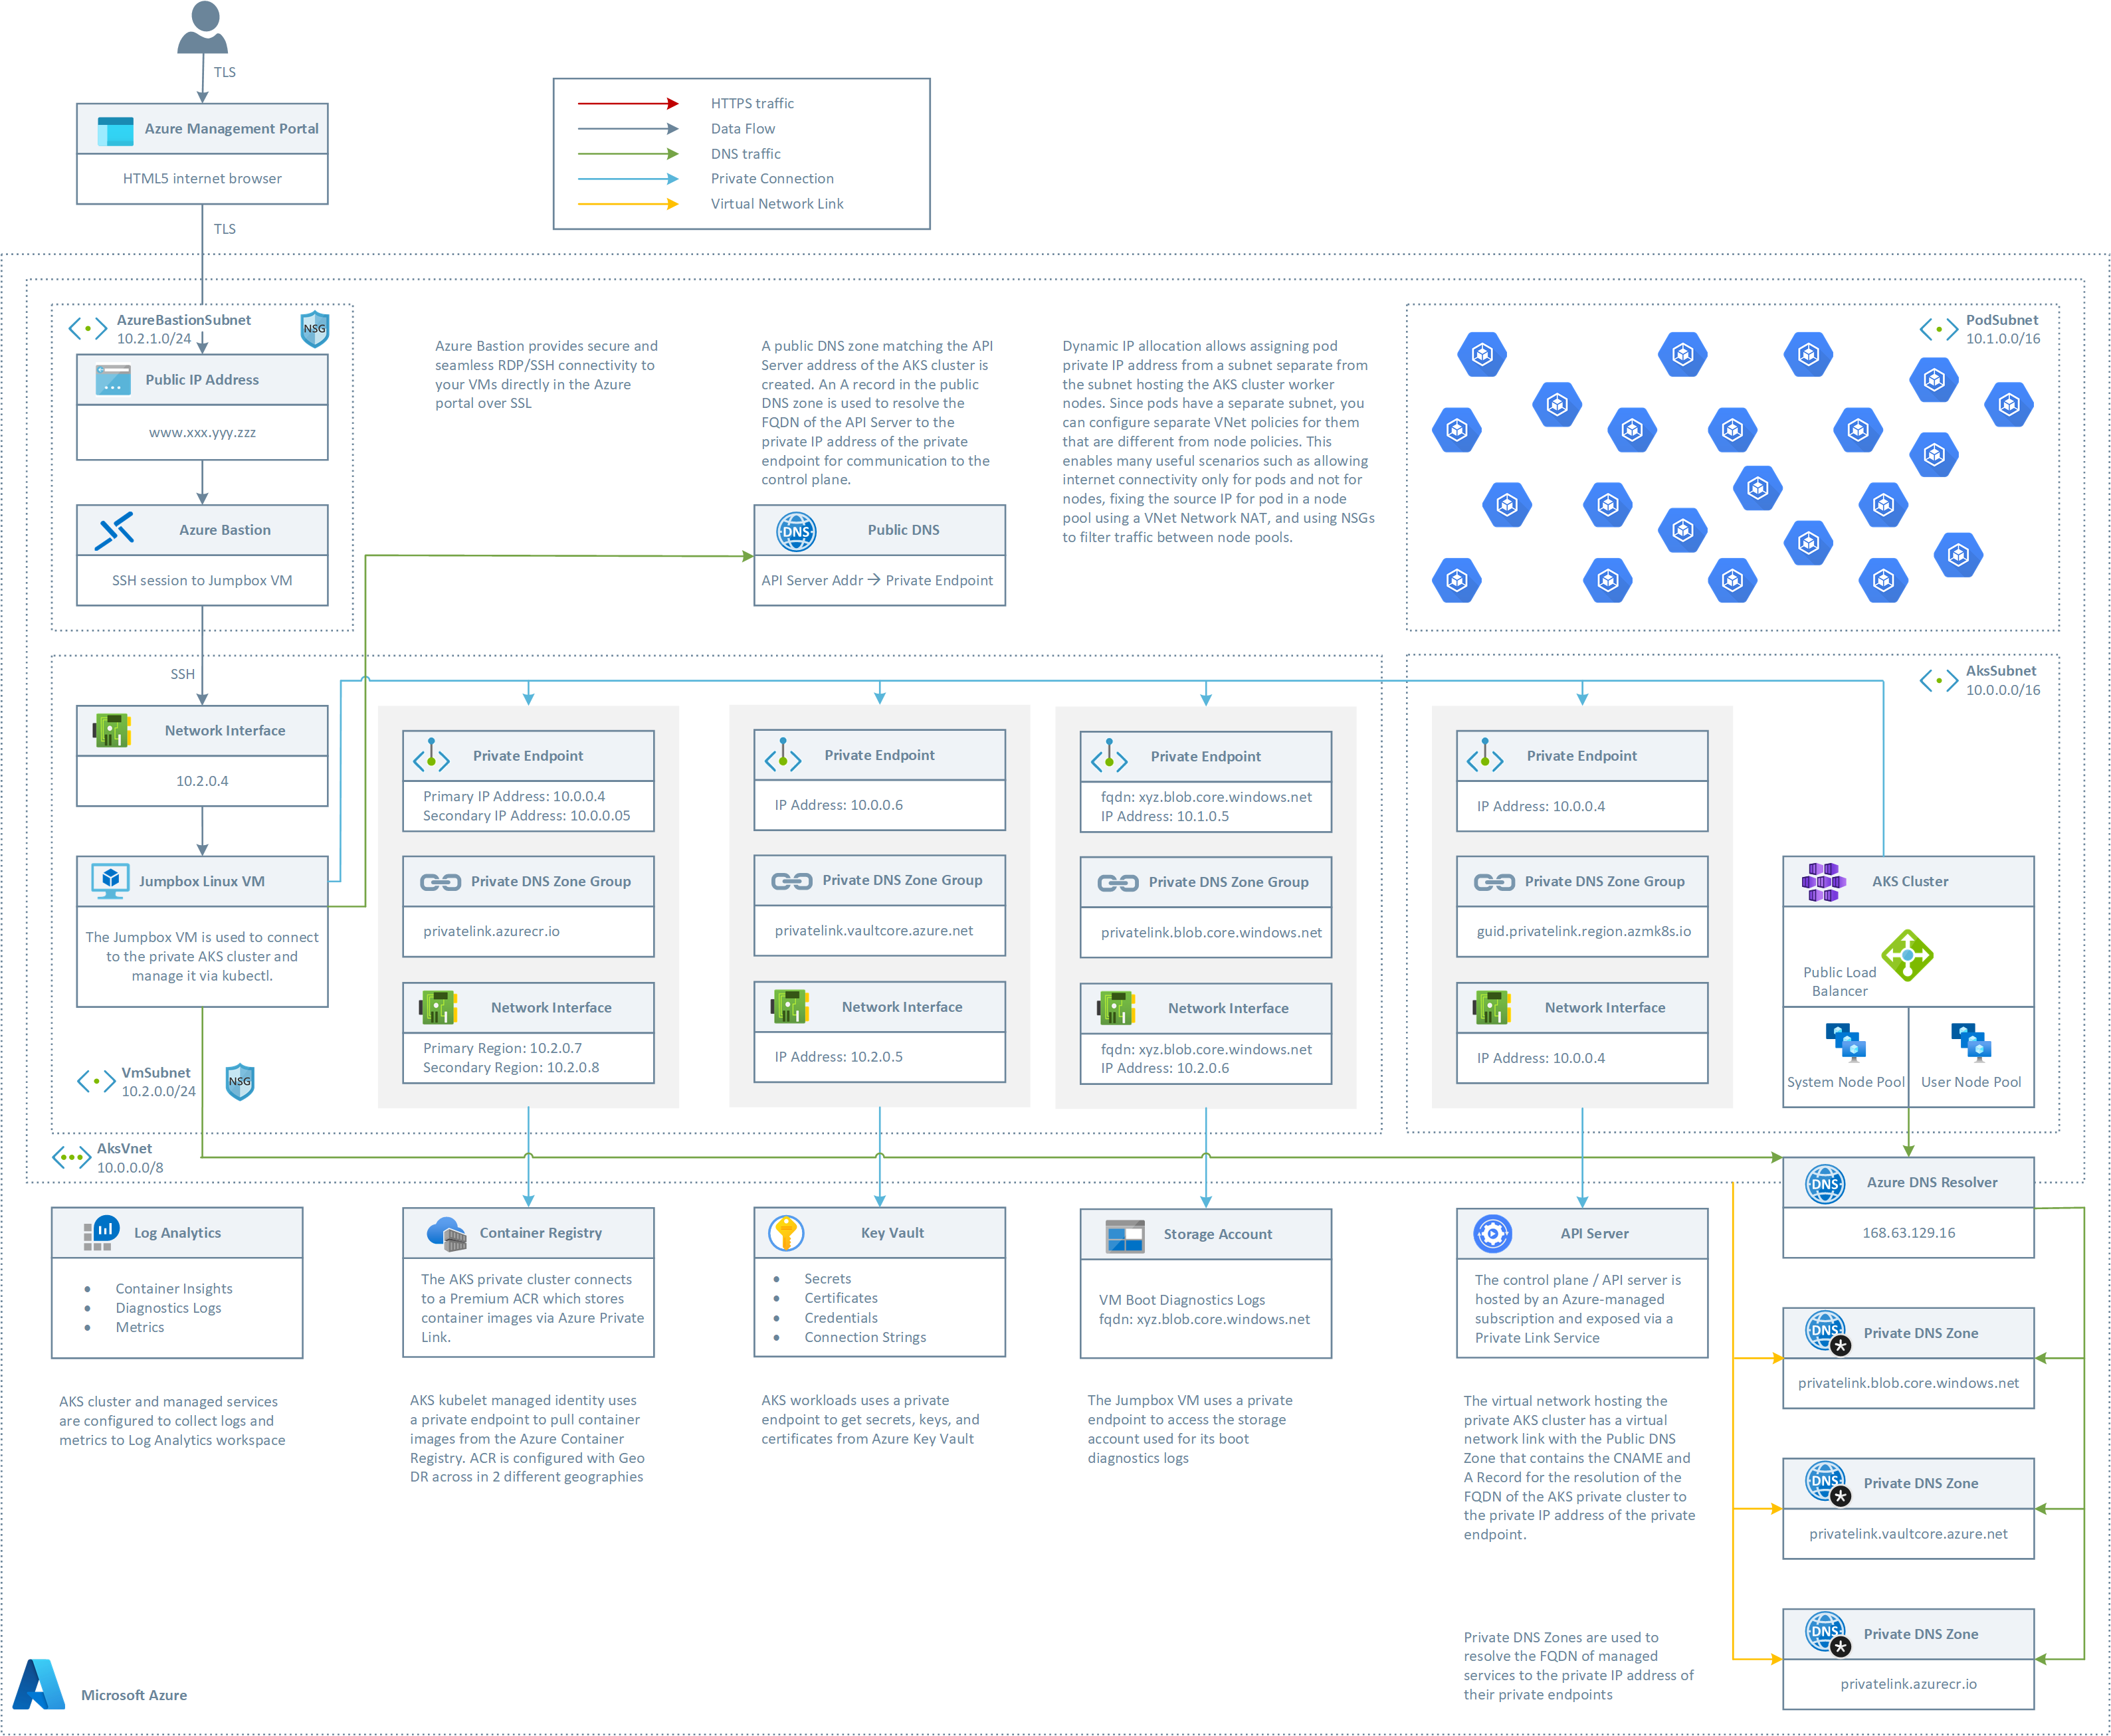 TLS
Azure Management Portal
HTML5 internet browser
TLS
HTTPS traffic
Data Flow
DNS traffic
Private Connection
Virtual Network Link
AzureBastionSubnet
10.2.1.0/24
NSG
Public IP Address
www.xxx.yyy.zzz
Azure Bastion
SSH session to Jumpbox VM
Azure Bastion provides secure and
seamless RDP/SSH connectivity to
your VMs directly in the Azure
portal over SSL
A public DNS zone matching the API
Server address of the AKS cluster is
created. An A record in the public
DNS zone is used to resolve the
FQDN of the API Server to the
private IP address of the private
endpoint for communication to the
control plane.
DNS
Public DNS
API Server Addr → Private Endpoint
Dynamic IP allocation allows assigning pod
private IP address from a subnet separate from
the subnet hosting the AKS cluster worker
nodes. Since pods have a separate subnet, you
can configure separate VNet policies for them
that are different from node policies. This
enables many useful scenarios such as allowing
internet connectivity only for pods and not for
nodes, fixing the source IP for pod in a node
pool using a VNet Network NAT, and using NSGs
to filter traffic between node pools.
PodSubnet
10.1.0.0/16
SSH
Network Interface
10.2.0.4
Jumpbox Linux VM
The Jumpbox VM is used to connect
to the private AKS cluster and
manage it via kubectl.
VmSubnet
10.2.0.0/24
NSG
AksVnet
10.0.0.0/8
Private Endpoint
Primary IP Address: 10.0.0.4
Secondary IP Address: 10.0.0.05
Private DNS Zone Group
privatelink.azurecr.io
Network Interface
Primary Region: 10.2.0.7
Secondary Region: 10.2.0.8
Private Endpoint
IP Address: 10.0.0.6
Private DNS Zone Group
privatelink.vaultcore.azure.net
Network Interface
IP Address: 10.2.0.5
Private Endpoint
fqdn: xyz.blob.core.windows.net
IP Address: 10.1.0.5
Private DNS Zone Group
privatelink.blob.core.windows.net
Network Interface
fqdn: xyz.blob.core.windows.net
IP Address: 10.2.0.6
AksSubnet
10.0.0.0/16
Private Endpoint
IP Address: 10.0.0.4
Private DNS Zone Group
guid.privatelink.region.azmk8s.io
Network Interface
IP Address: 10.0.0.4
AKS Cluster
Public Load
Balancer
System Node Pool
User Node Pool
Log Analytics
• Container Insights
• Diagnostics Logs
• Metrics
AKS cluster and managed services
are configured to collect logs and
metrics to Log Analytics workspace
Container Registry
The AKS private cluster connects
to a Premium ACR which stores
container images via Azure Private
Link.
AKS kubelet managed identity uses
a private endpoint to pull container
images from the Azure Container
Registry. ACR is configured with Geo
DR across in 2 different geographies
Key Vault
• Secrets
• Certificates
• Credentials
• Connection Strings
AKS workloads uses a private
endpoint to get secrets, keys, and
certificates from Azure Key Vault
Storage Account
VM Boot Diagnostics Logs
fqdn: xyz.blob.core.windows.net
The Jumpbox VM uses a private
endpoint to access the storage
account used for its boot
diagnostics logs
API Server
The control plane / API server is
hosted by an Azure-managed
subscription and exposed via a
Private Link Service
The virtual network hosting the
private AKS cluster has a virtual
network link with the Public DNS
Zone that contains the CNAME and
A Record for the resolution of the
FQDN of the AKS private cluster to
the private IP address of the private
endpoint.
Private DNS Zones are used to
resolve the FQDN of managed
services to the private IP address of
their private endpoints
DNS
Azure DNS Resolver
168.63.129.16
DNS
Private DNS Zone
privatelink.blob.core.windows.net
DNS
Private DNS Zone
privatelink.vaultcore.azure.net
DNS
Private DNS Zone
privatelink.azurecr.io
Microsoft Azure